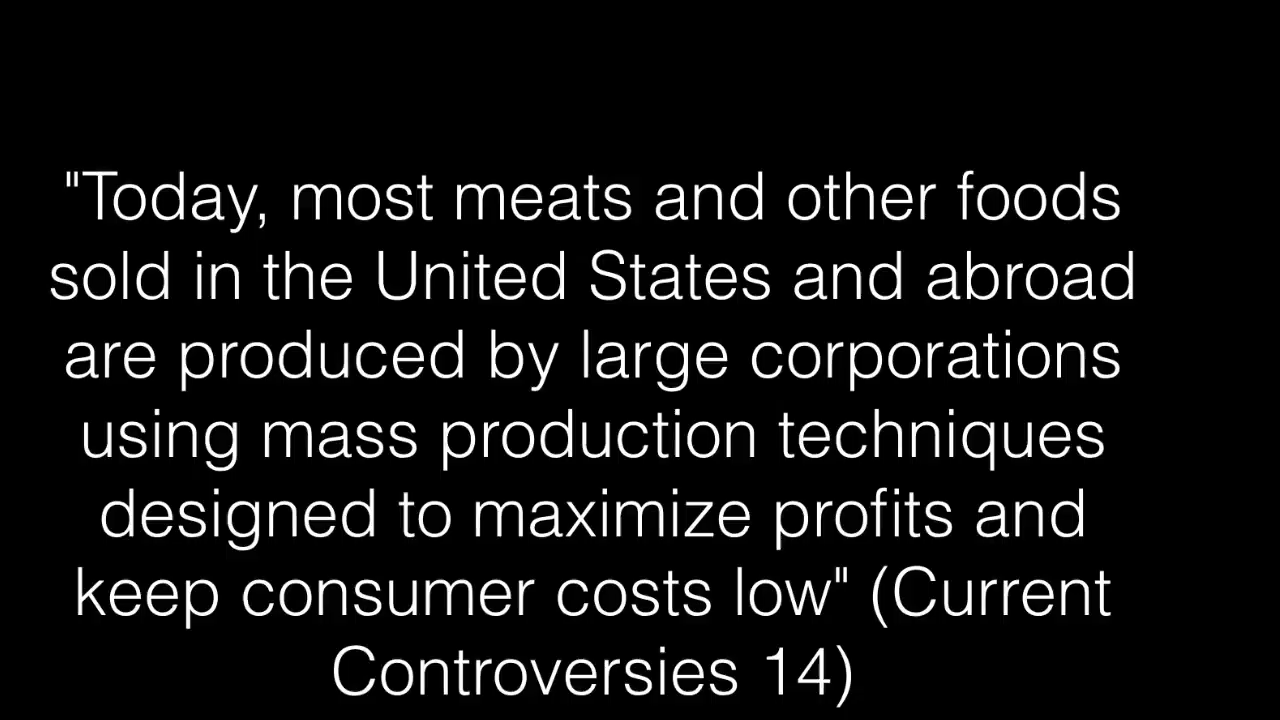 "Today, most meats and other foods
sold in the United States and abroad
are produced by large corporations
using mass production techniques
designed to maximize profits and
keep consumer costs low" (Current
Controversies 14)